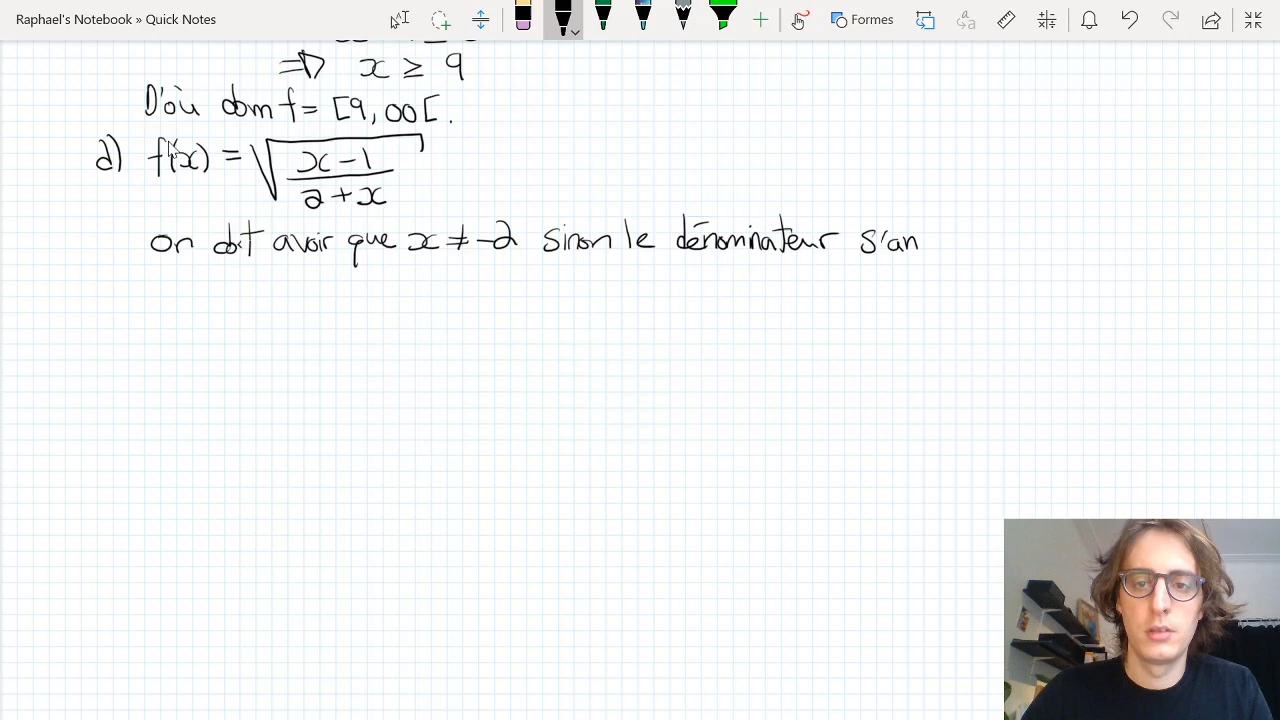 Raphael's Notebook » Quick Notes
Formes
⇒ x ≥ 9
D'où dom f = [9, ∞[.
d) f(x) = √((x-1)/(2+x))
on doit avoir que x ≠ -2 sinon le dénominateur s'an